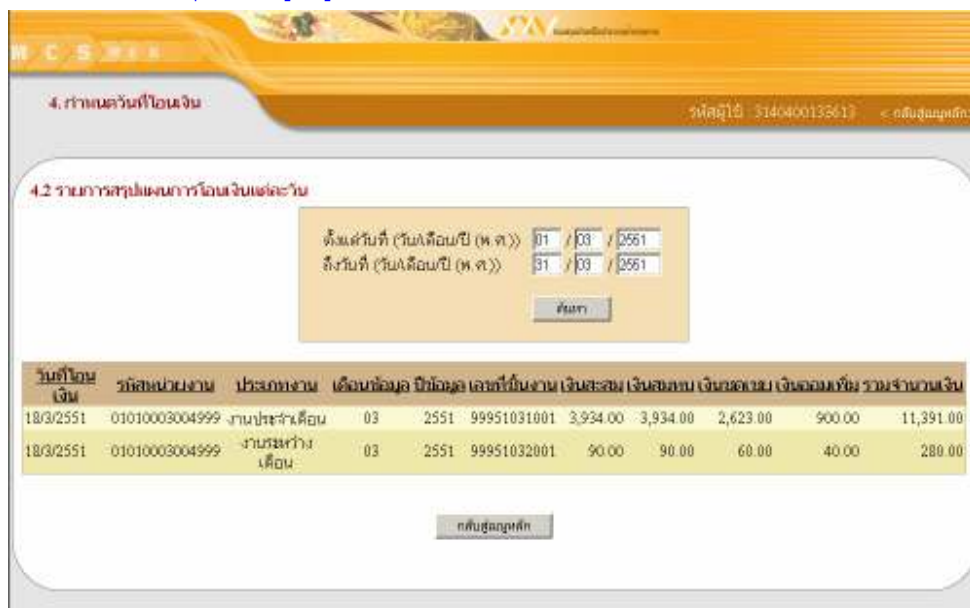 MCS WEB
4. กำหนดวันที่โอนเงิน
รหัสผู้ใช้ : 3140400133613 < กลับสู่เมนูหลัก
4.2 รายการสรุปแผนการโอนเงินแต่ละวัน
ตั้งแต่วันที่ (วัน/เดือน/ปี (พ.ศ.)) 01 / 03 / 2551
ถึงวันที่ (วัน/เดือน/ปี (พ.ศ.)) 31 / 03 / 2551
ค้นหา
วันที่โอนเงิน รหัสหน่วยงาน ประเภทงาน เดือนข้อมูล ปีข้อมูล เลขที่ใบงาน เงินสะสม เงินสมทบ เงินชดเชย เงินออมเพิ่ม รวมจำนวนเงิน
18/3/2551 01010003004999 งานประจำเดือน 03 2551 99951031001 3,934.00 3,934.00 2,623.00 900.00 11,391.00
18/3/2551 01010003004999 งานระหว่างเดือน 03 2551 99951032001 90.00 90.00 60.00 40.00 280.00
กลับสู่เมนูหลัก